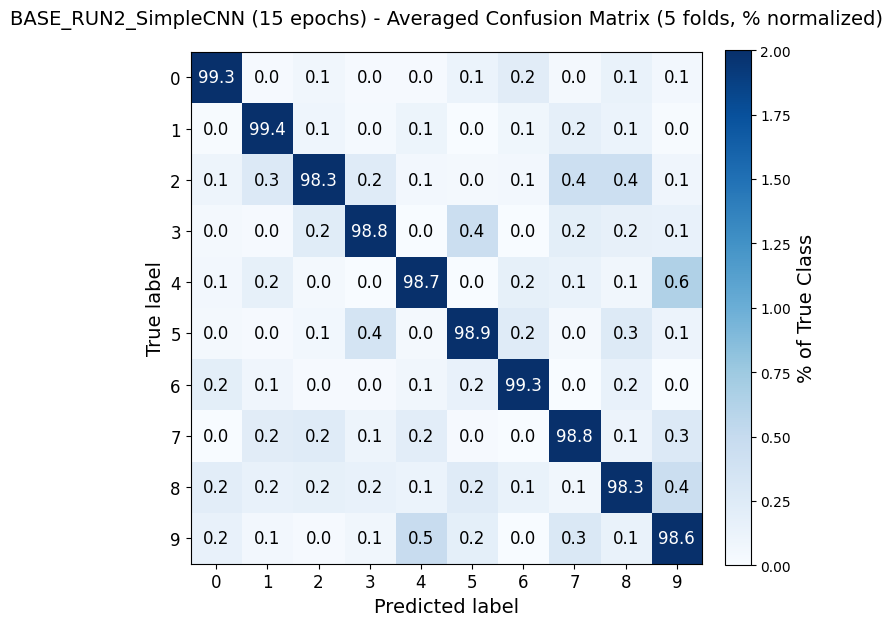 BASE_RUN2_SimpleCNN (15 epochs) - Averaged Confusion Matrix (5 folds, % normalized)
0 99.3 0.0 0.1 0.0 0.0 0.1 0.2 0.0 0.1 0.1
1 0.0 99.4 0.1 0.0 0.1 0.0 0.1 0.2 0.1 0.0
2 0.1 0.3 98.3 0.2 0.1 0.0 0.1 0.4 0.4 0.1
3 0.0 0.0 0.2 98.8 0.0 0.4 0.0 0.2 0.2 0.1
4 0.1 0.2 0.0 0.0 98.7 0.0 0.2 0.1 0.1 0.6
5 0.0 0.0 0.1 0.4 0.0 98.9 0.2 0.0 0.3 0.1
6 0.2 0.1 0.0 0.0 0.1 0.2 99.3 0.0 0.2 0.0
7 0.0 0.2 0.2 0.1 0.2 0.0 0.0 98.8 0.1 0.3
8 0.2 0.2 0.2 0.2 0.1 0.2 0.1 0.1 98.3 0.4
9 0.2 0.1 0.0 0.1 0.5 0.2 0.0 0.3 0.1 98.6
0 1 2 3 4 5 6 7 8 9
Predicted label
True label
2.00
1.75
1.50
1.25
1.00
0.75
0.50
0.25
0.00
% of True Class